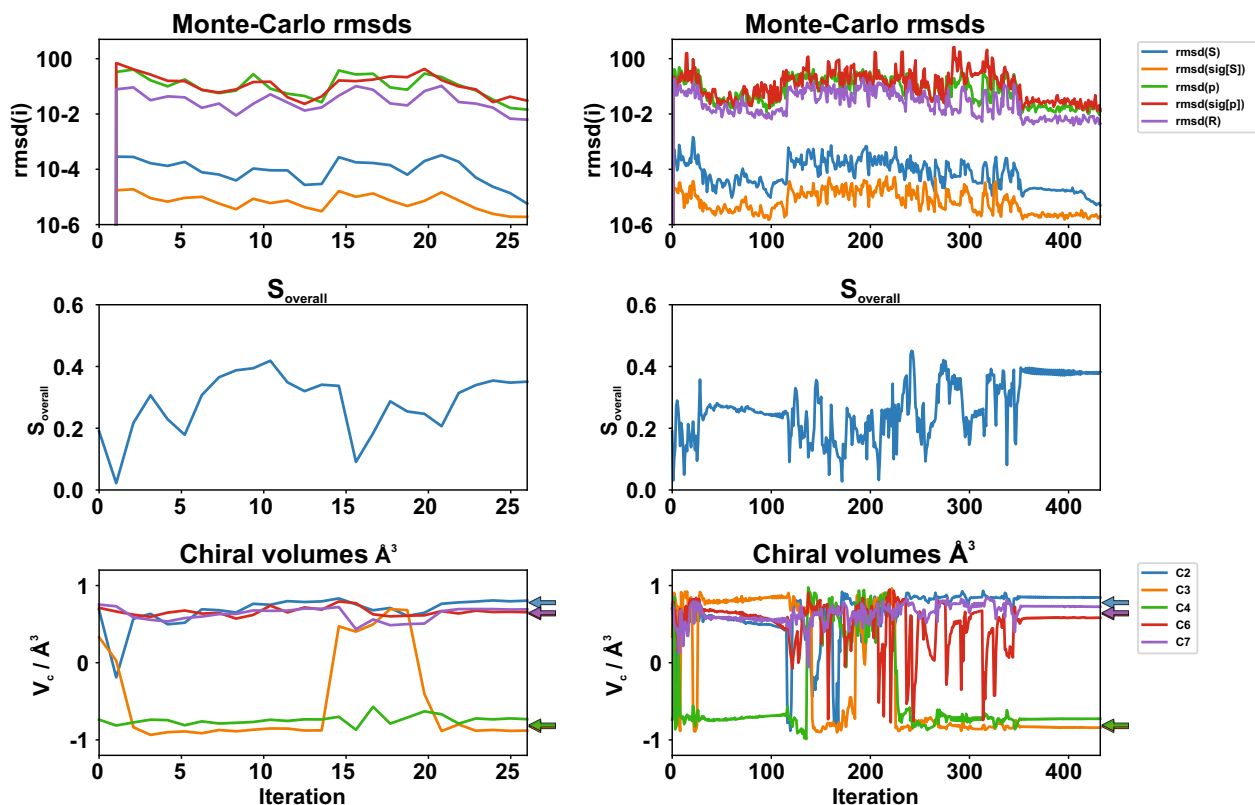 Monte-Carlo rmsds
rmsd(i)
100
10-2
10-4
10-6
0 5 10 15 20 25
Monte-Carlo rmsds
rmsd(i)
100
10-2
10-4
10-6
0 100 200 300 400
rmsd(S)
rmsd(sig[S])
rmsd(p)
rmsd(sig[p])
rmsd(R)
Soverall
Soverall
0.6
0.4
0.2
0.0
0 5 10 15 20 25
Soverall
Soverall
0.6
0.4
0.2
0.0
0 100 200 300 400
Chiral volumes Å³
Vc / Å³
1
0
-1
0 5 10 15 20 25
Iteration
Chiral volumes Å³
Vc / Å³
1
0
-1
0 100 200 300 400
Iteration
C2
C3
C4
C6
C7